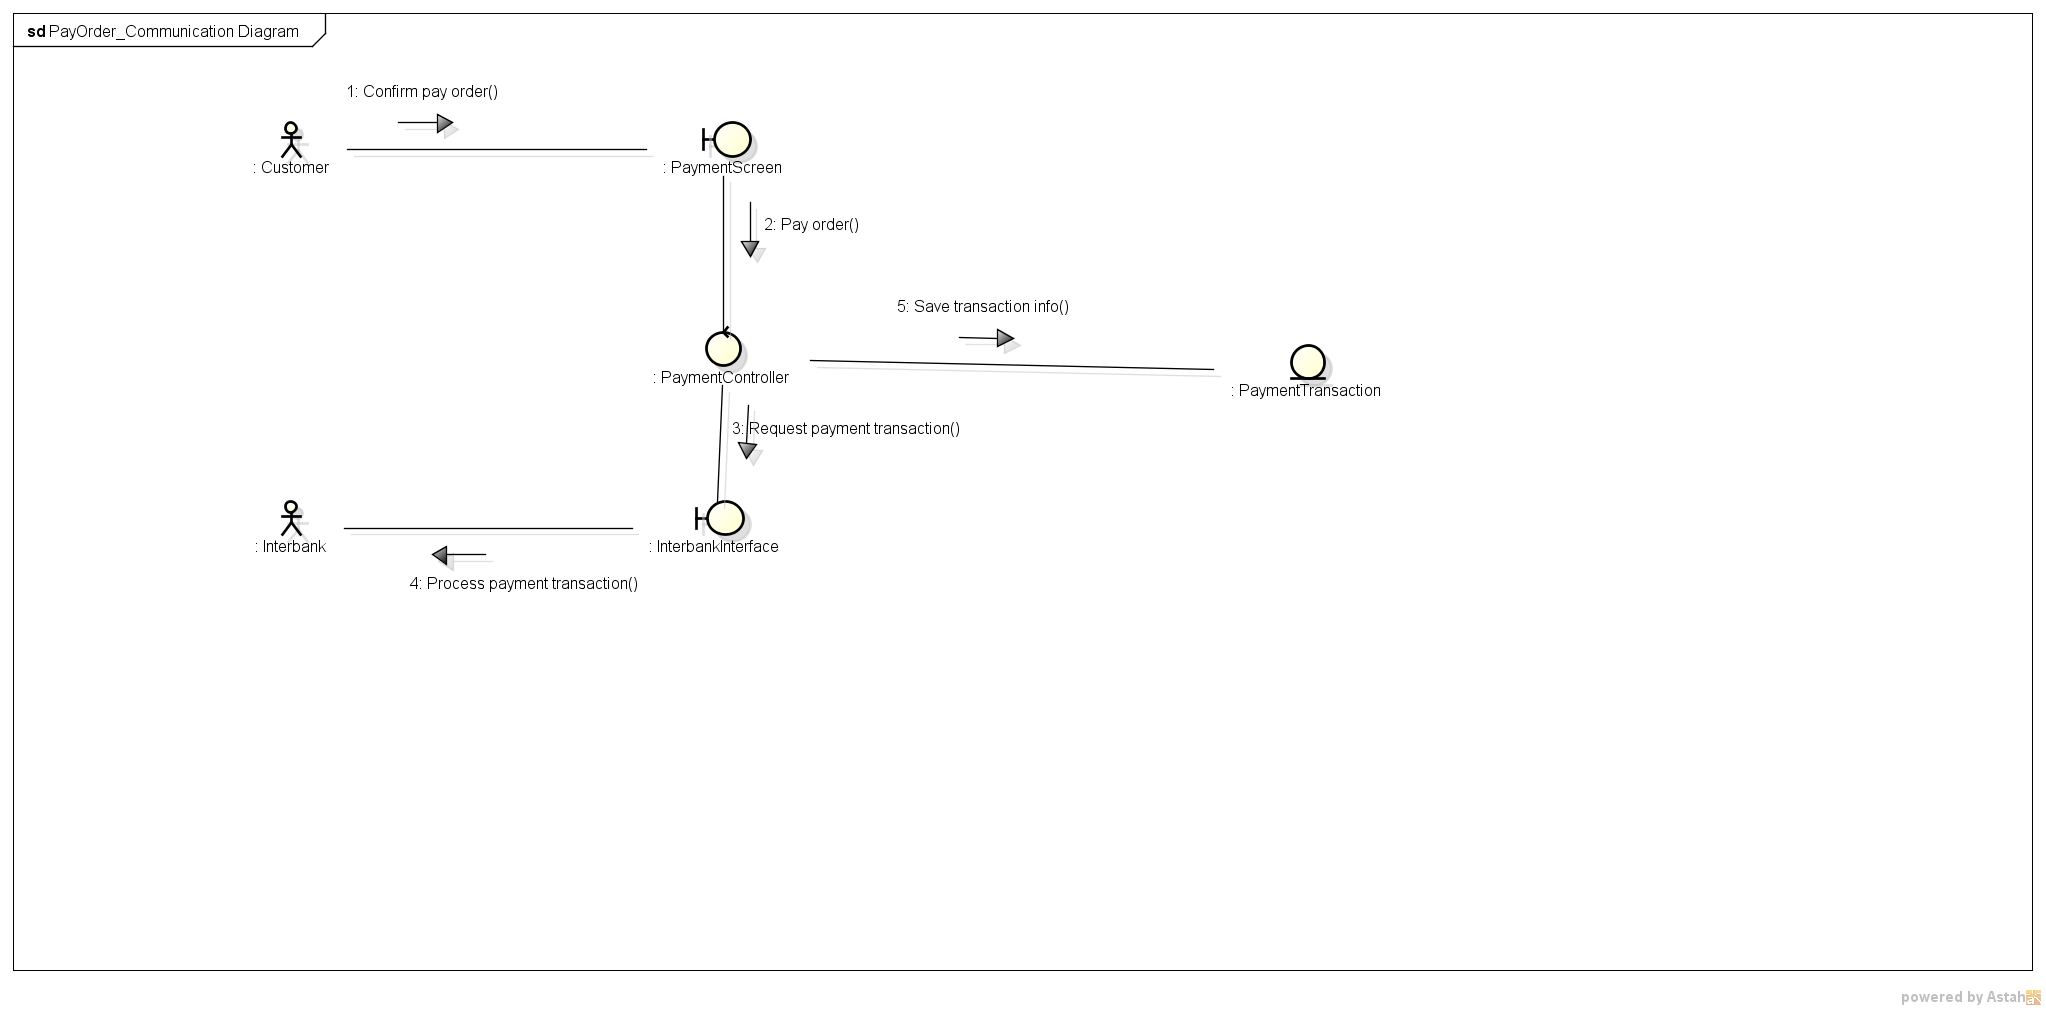 sd PayOrder_Communication Diagram
1: Confirm pay order()
: Customer
: PaymentScreen
2: Pay order()
5: Save transaction info()
: PaymentController
: PaymentTransaction
3: Request payment transaction()
: Interbank
: InterbankInterface
4: Process payment transaction()
powered by Astah